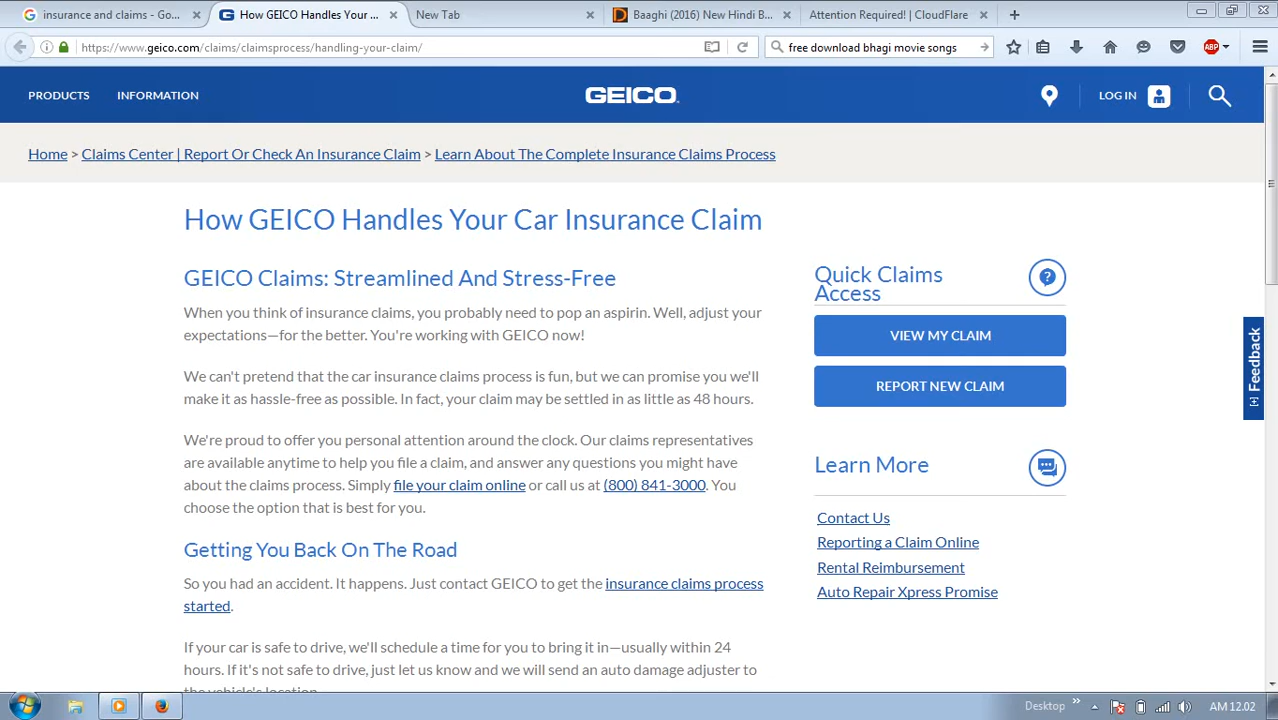 insurance and claims - Go...
How GEICO Handles Your ...
New Tab
Baaghi (2016) New Hindi B...
Attention Required! | CloudFlare
https://www.geico.com/claims/claimsprocess/handling-your-claim/
free download bhagi movie songs
ABP
PRODUCTS
INFORMATION
GEICO
LOG IN
Home > Claims Center | Report Or Check An Insurance Claim > Learn About The Complete Insurance Claims Process
How GEICO Handles Your Car Insurance Claim
GEICO Claims: Streamlined And Stress-Free
When you think of insurance claims, you probably need to pop an aspirin. Well, adjust your
expectations—for the better. You're working with GEICO now!
We can't pretend that the car insurance claims process is fun, but we can promise you we'll
make it as hassle-free as possible. In fact, your claim may be settled in as little as 48 hours.
We're proud to offer you personal attention around the clock. Our claims representatives
are available anytime to help you file a claim, and answer any questions you might have
about the claims process. Simply file your claim online or call us at (800) 841-3000. You
choose the option that is best for you.
Getting You Back On The Road
So you had an accident. It happens. Just contact GEICO to get the insurance claims process
started.
If your car is safe to drive, we'll schedule a time for you to bring it in—usually within 24
hours. If it's not safe to drive, just let us know and we will send an auto damage adjuster to
the vehicle's location.
Quick Claims
Access
VIEW MY CLAIM
REPORT NEW CLAIM
Learn More
Contact Us
Reporting a Claim Online
Rental Reimbursement
Auto Repair Xpress Promise
[+] Feedback
Desktop
AM 12.02